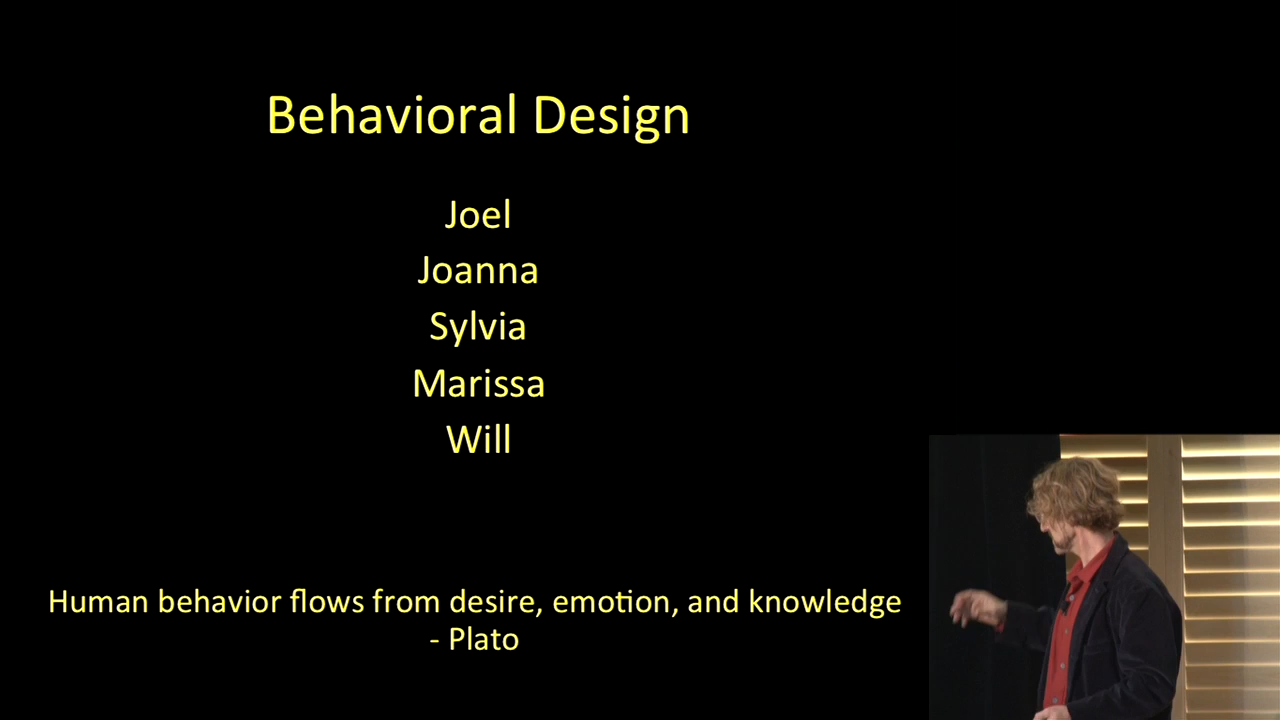 Behavioral Design
Joel
Joanna
Sylvia
Marissa
Will
Human behavior flows from desire, emotion, and knowledge
- Plato